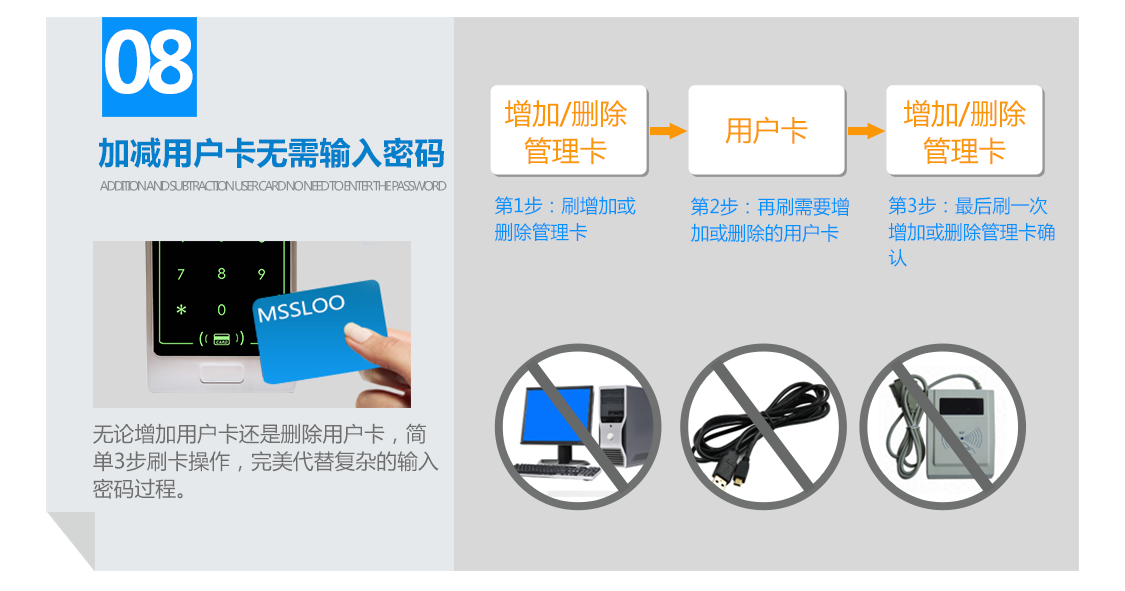 08
加减用户卡无需输入密码
ADDITION AND SUBTRACTION USER CARD NO NEED TO ENTER THE PASSWORD
7 8 9
* 0
MSSLOO
无论增加用户卡还是删除用户卡，简
单3步刷卡操作，完美代替复杂的输入
密码过程。
增加/删除
管理卡
用户卡
增加/删除
管理卡
第1步：刷增加或
删除管理卡
第2步：再刷需要增
加或删除的用户卡
第3步：最后刷一次
增加或删除管理卡确
认